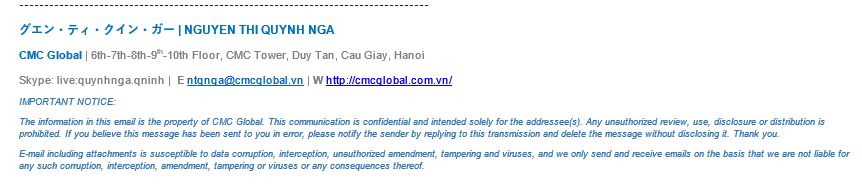 ----------------------------------------------------------------------------------
グエン・ティ・クイン・ガー | NGUYEN THI QUYNH NGA
CMC Global | 6th-7th-8th-9th-10th Floor, CMC Tower, Duy Tan, Cau Giay, Hanoi
Skype: live:quynhnga.qninh | E ntqnga@cmcglobal.vn | W http://cmcglobal.com.vn/
IMPORTANT NOTICE:
The information in this email is the property of CMC Global. This communication is confidential and intended solely for the addressee(s). Any unauthorized review, use, disclosure or distribution is
prohibited. If you believe this message has been sent to you in error, please notify the sender by replying to this transmission and delete the message without disclosing it. Thank you.
E-mail including attachments is susceptible to data corruption, interception, unauthorized amendment, tampering and viruses, and we only send and receive emails on the basis that we are not liable for
any such corruption, interception, amendment, tampering or viruses or any consequences thereof.